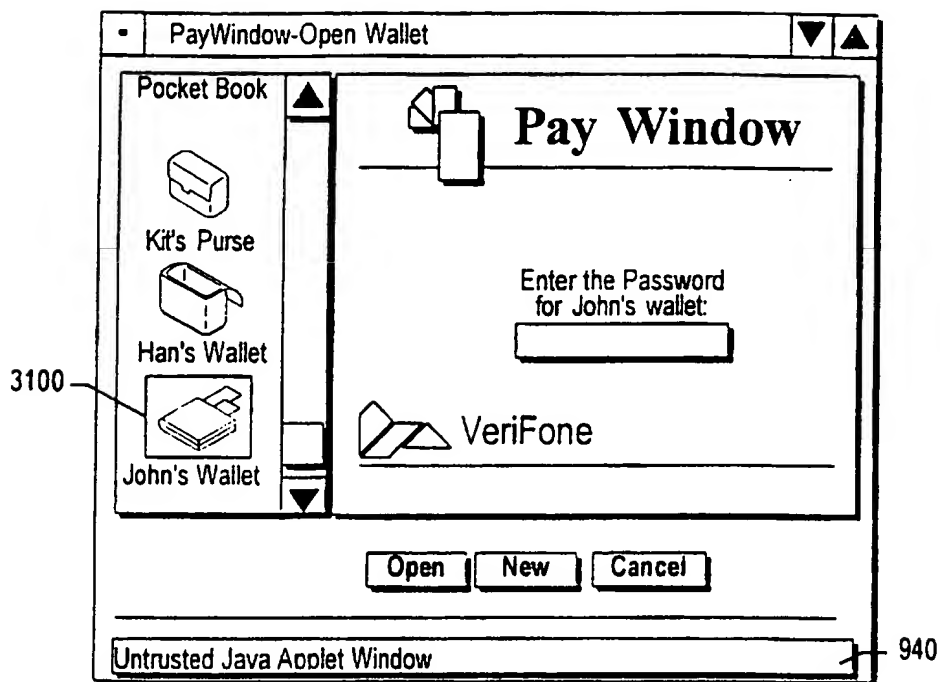 PayWindow-Open Wallet
Pocket Book
Kit's Purse
Han's Wallet
3100
John's Wallet
Pay Window
Enter the Password
for John's wallet:
VeriFone
Open New Cancel
Untrusted Java Applet Window
940